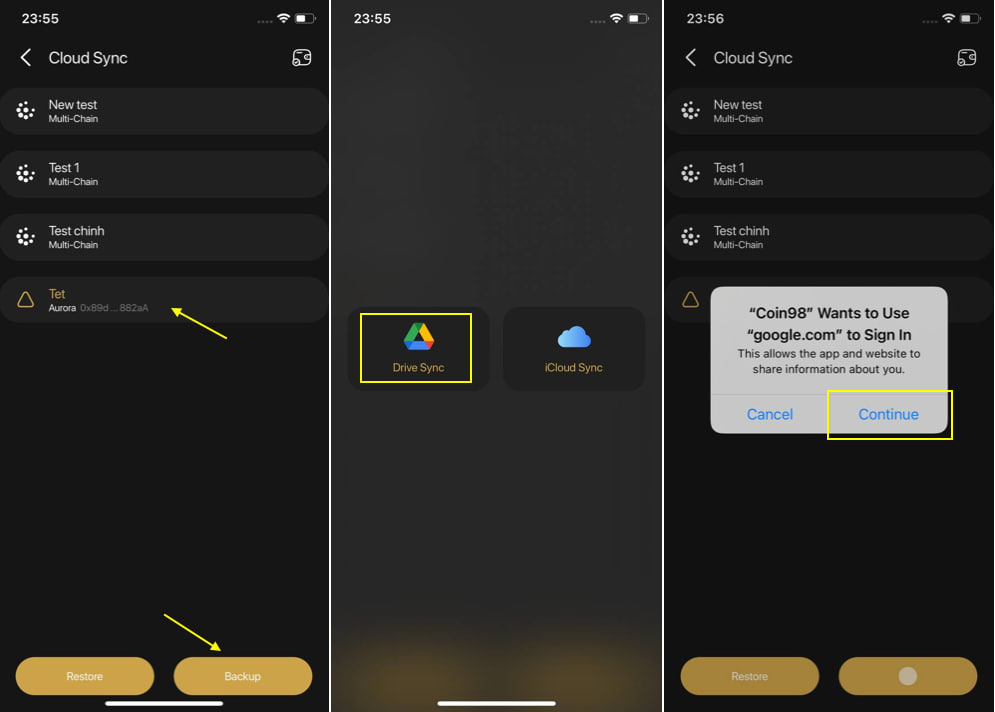 23:55
Cloud Sync
New test
Multi-Chain
Test 1
Multi-Chain
Test chinh
Multi-Chain
Tet
Aurora 0x89d ... 882aA
Restore
Backup
23:55
Drive Sync
iCloud Sync
23:56
Cloud Sync
New test
Multi-Chain
Test 1
Multi-Chain
Test chinh
Multi-Chain
“Coin98” Wants to Use
“google.com” to Sign In
This allows the app and website to
share information about you.
Cancel
Continue
Restore